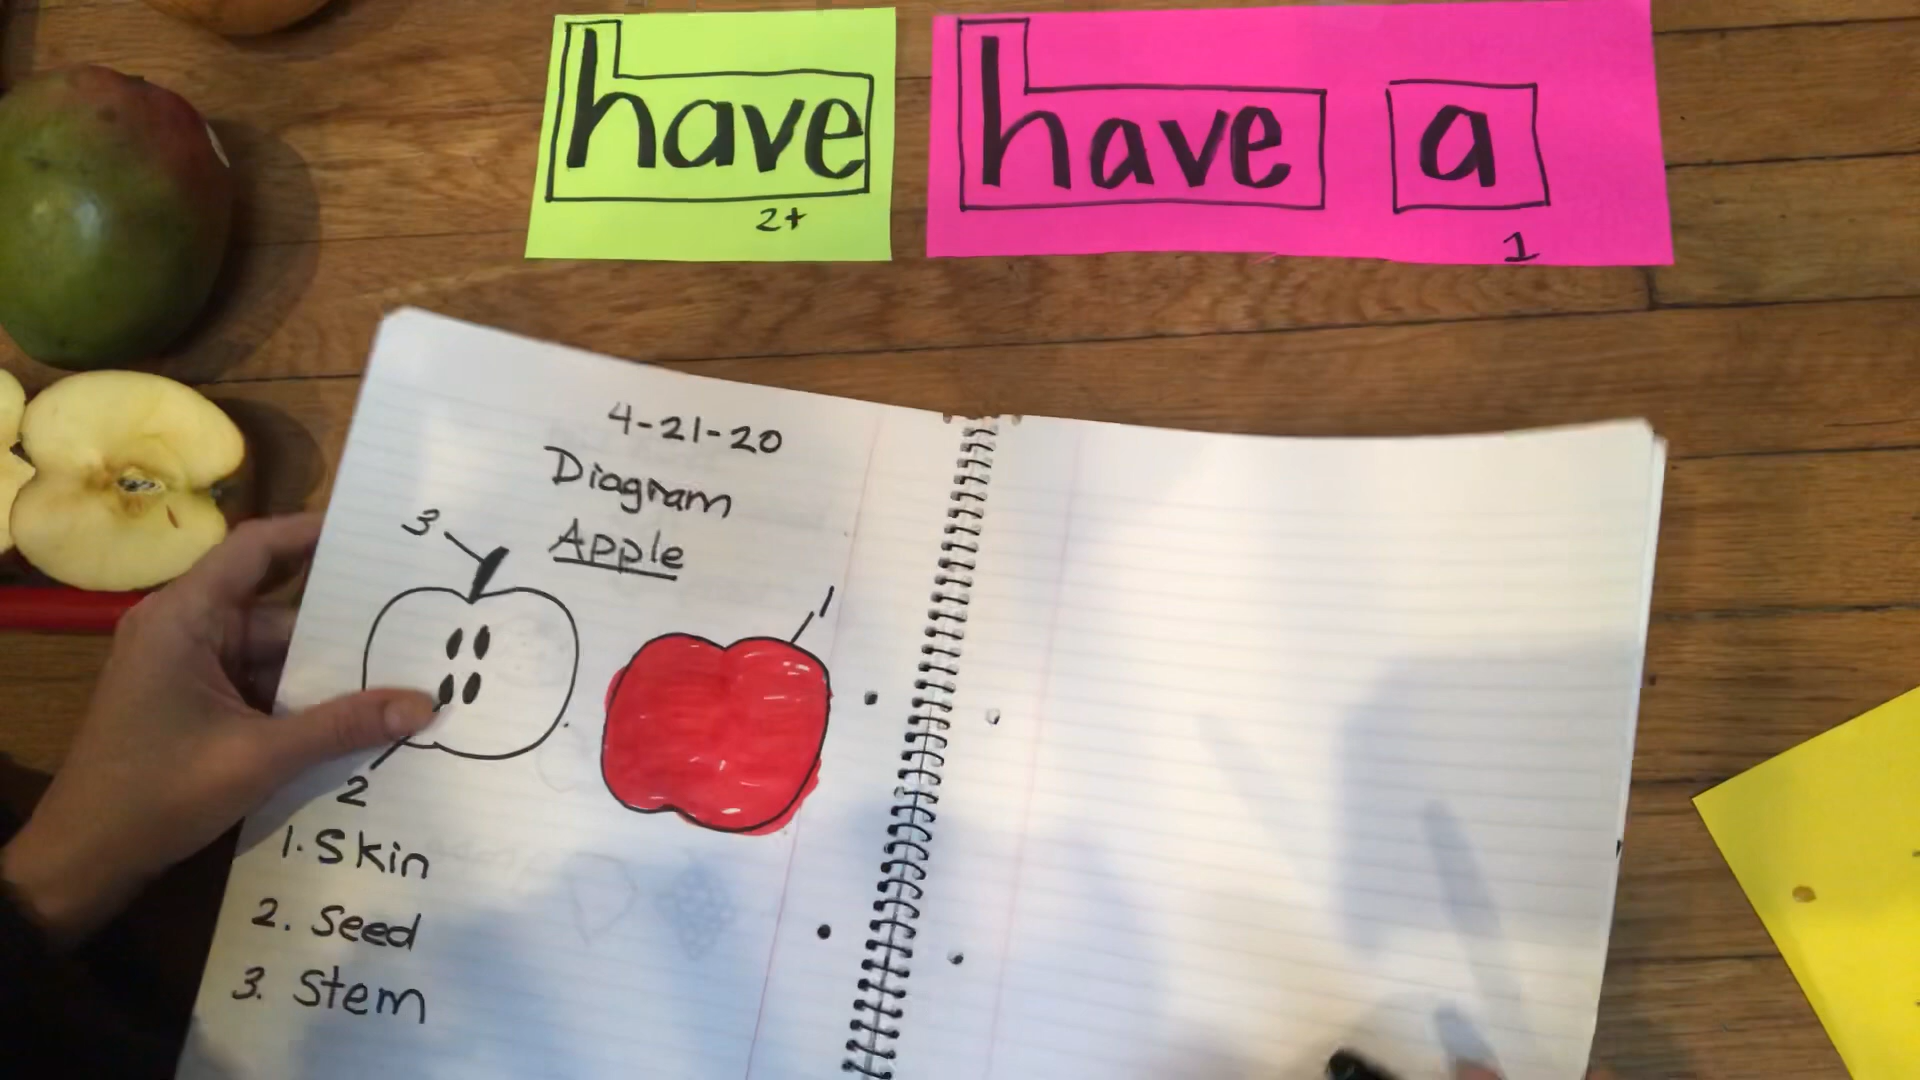 have
2+
have a
1
4-21-20
Diagram
Apple
3
1
2
1. Skin
2. Seed
3. Stem